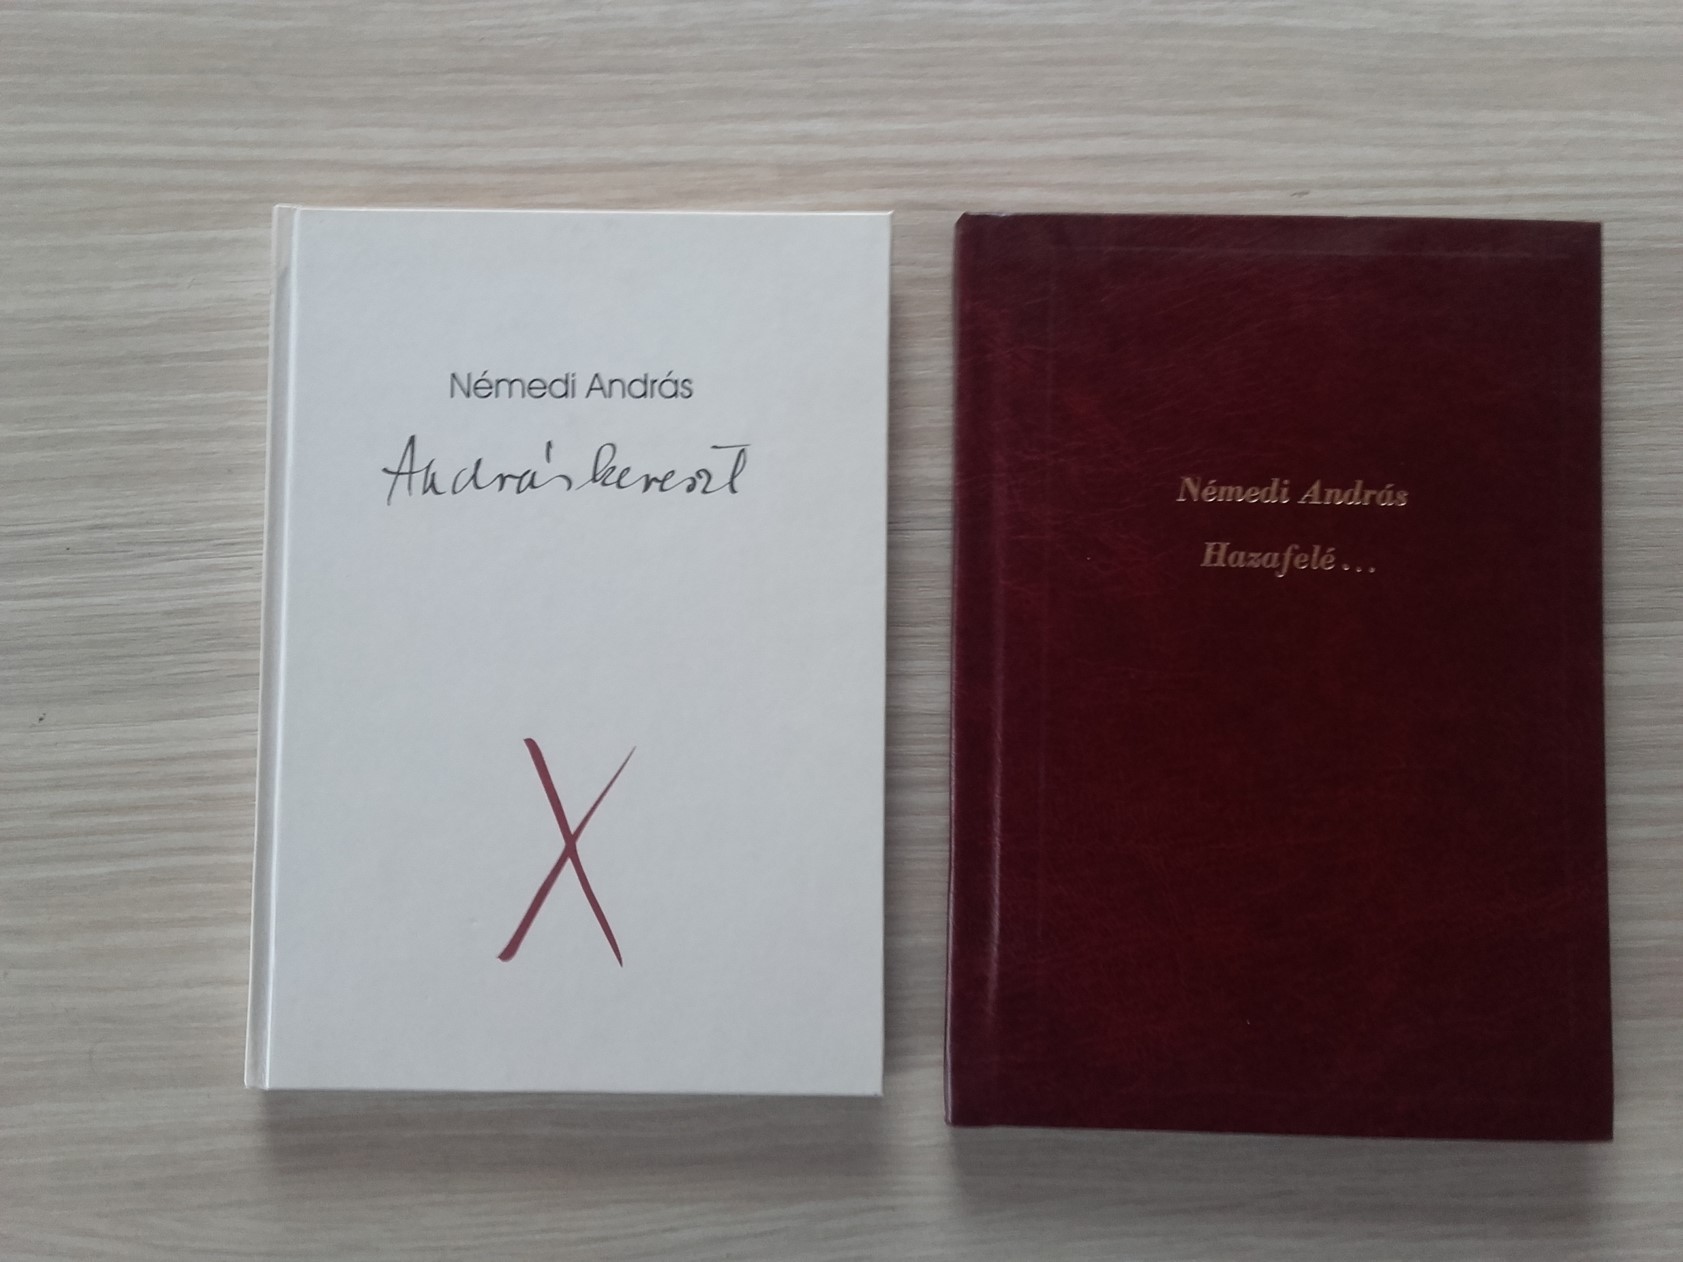 Némedi András
Andráskereszt
Némedi András
Hazafelé...